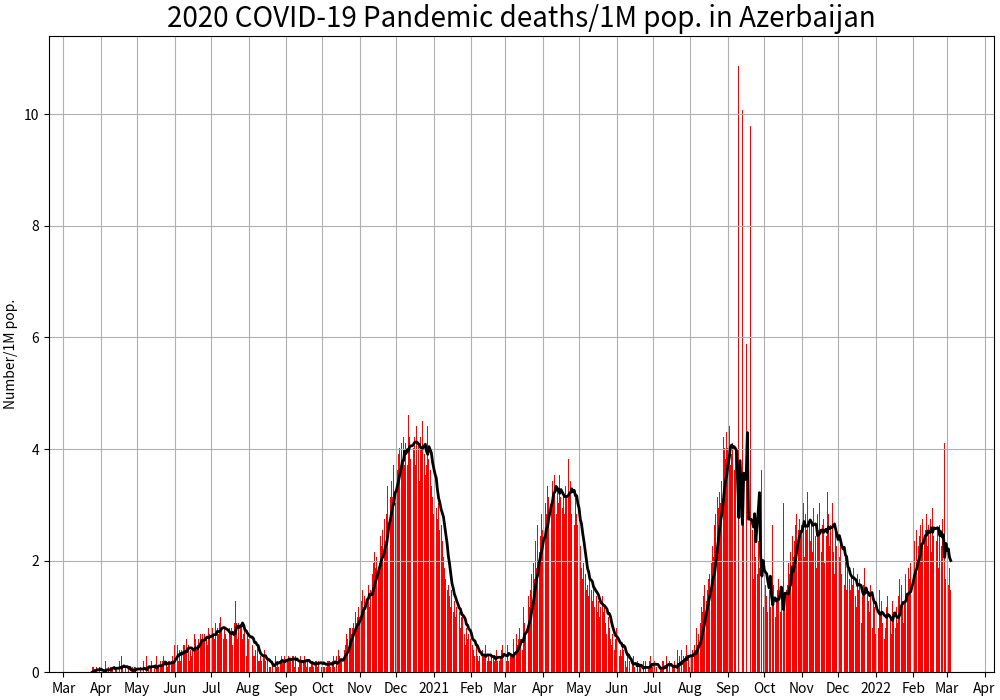 2020 COVID-19 Pandemic deaths/1M pop. in Azerbaijan
Number/1M pop.
10
8
6
4
2
0
Mar Apr May Jun Jul Aug Sep Oct Nov Dec 2021 Feb Mar Apr May Jun Jul Aug Sep Oct Nov Dec 2022 Feb Mar Apr